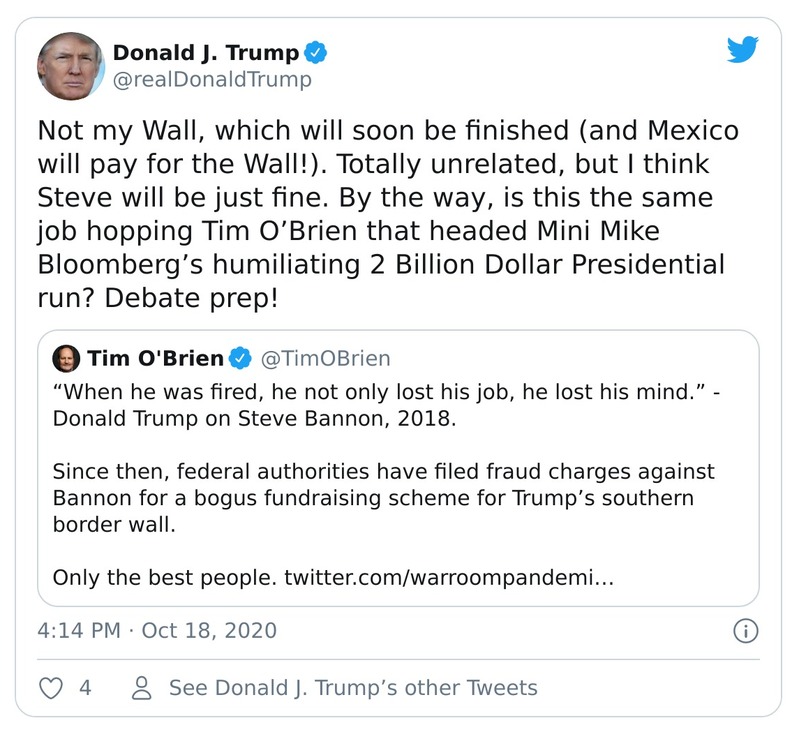 Donald J. Trump
@realDonaldTrump
Not my Wall, which will soon be finished (and Mexico
will pay for the Wall!). Totally unrelated, but I think
Steve will be just fine. By the way, is this the same
job hopping Tim O’Brien that headed Mini Mike
Bloomberg’s humiliating 2 Billion Dollar Presidential
run? Debate prep!
Tim O'Brien @TimOBrien
“When he was fired, he not only lost his job, he lost his mind.” -
Donald Trump on Steve Bannon, 2018.
Since then, federal authorities have filed fraud charges against
Bannon for a bogus fundraising scheme for Trump’s southern
border wall.
Only the best people. twitter.com/warroompandemi…
4:14 PM · Oct 18, 2020
4 See Donald J. Trump’s other Tweets